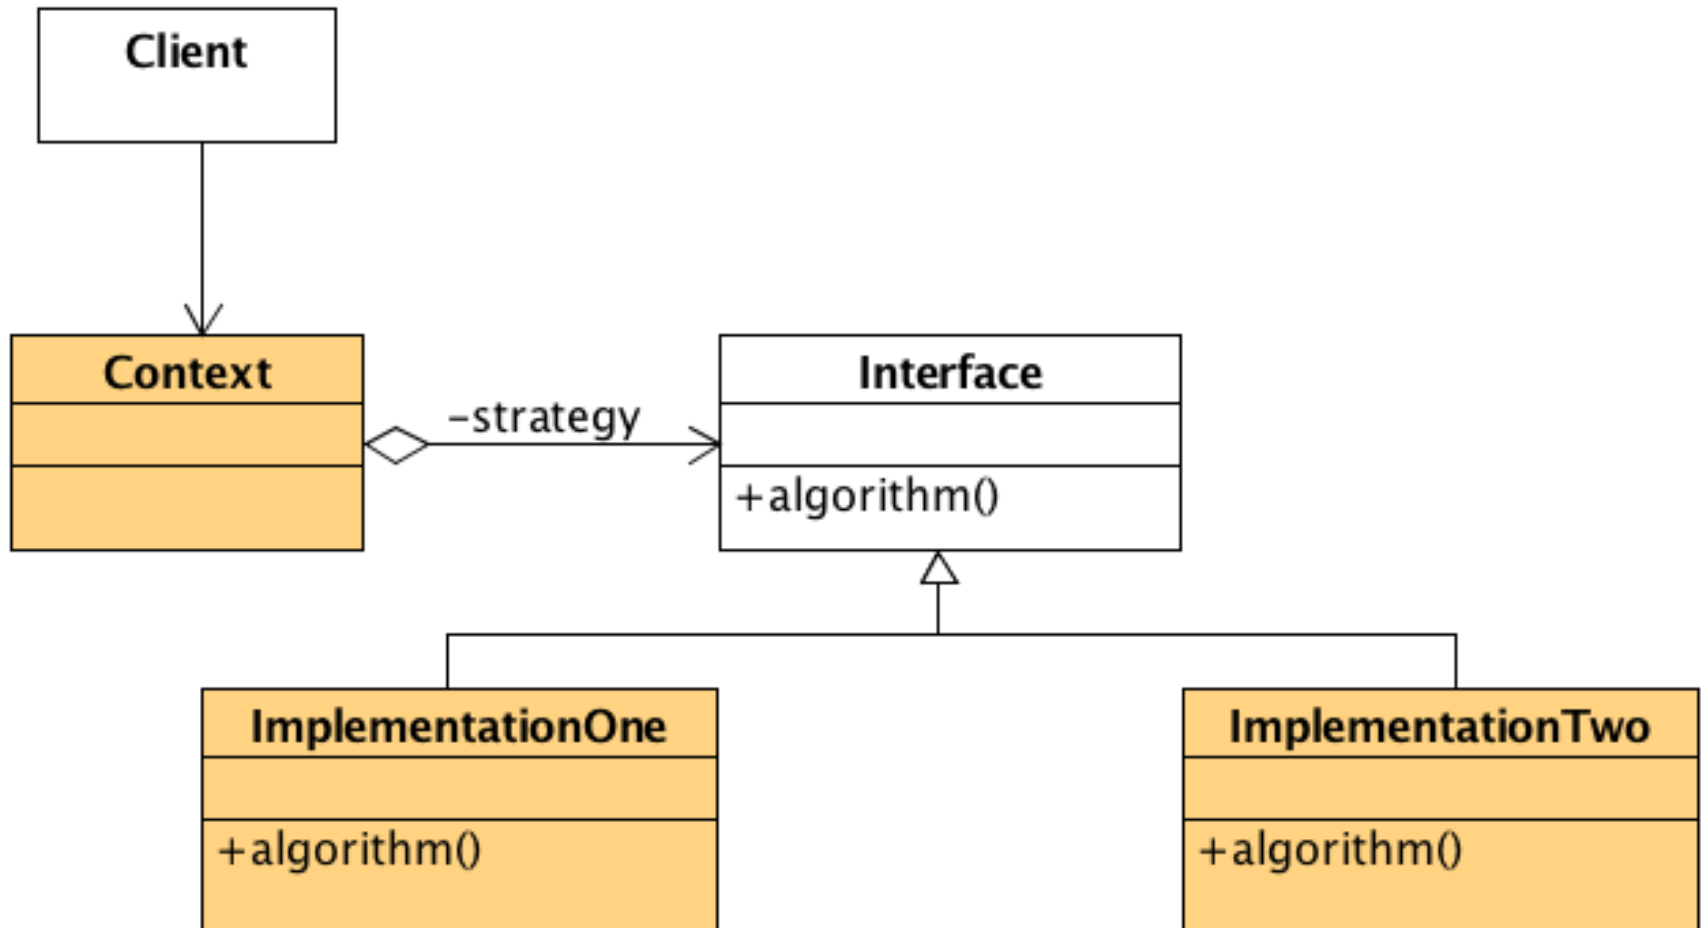 Client
Context
-strategy
Interface
+algorithm()
ImplementationOne
+algorithm()
ImplementationTwo
+algorithm()